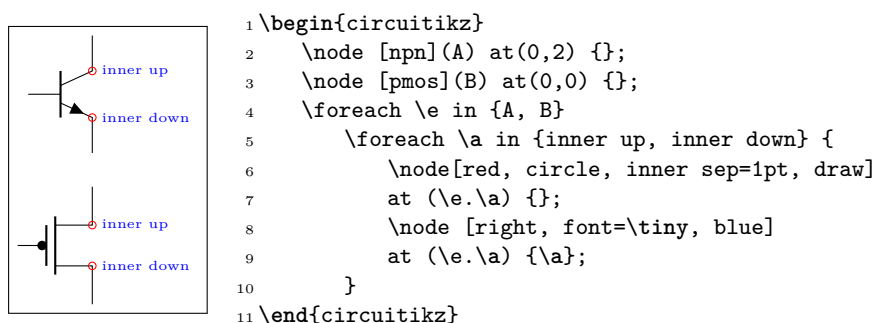 inner up
inner down
inner up
inner down
1 \begin{circuitikz}
2 \node [npn](A) at(0,2) {};
3 \node [pmos](B) at(0,0) {};
4 \foreach \e in {A, B}
5 \foreach \a in {inner up, inner down} {
6 \node[red, circle, inner sep=1pt, draw]
7 at (\e.\a) {};
8 \node [right, font=\tiny, blue]
9 at (\e.\a) {\a};
10 }
11 \end{circuitikz}